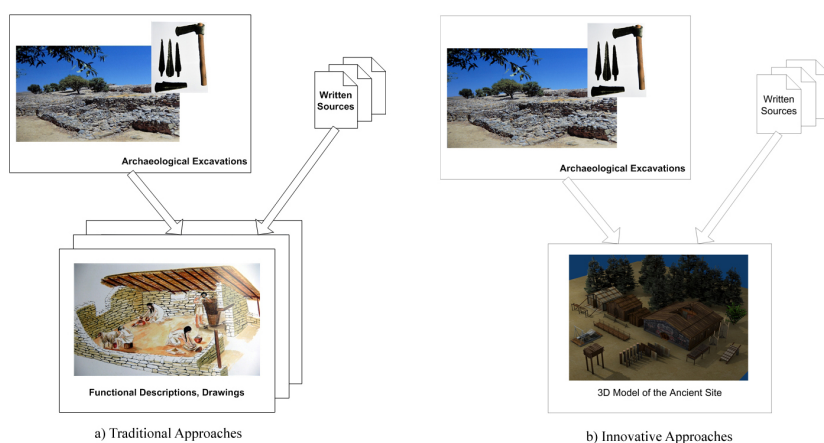 Written
Sources
Archaeological Excavations
Functional Descriptions, Drawings
a) Traditional Approaches
Written
Sources
Archaeological Excavations
3D Model of the Ancient Site
b) Innovative Approaches